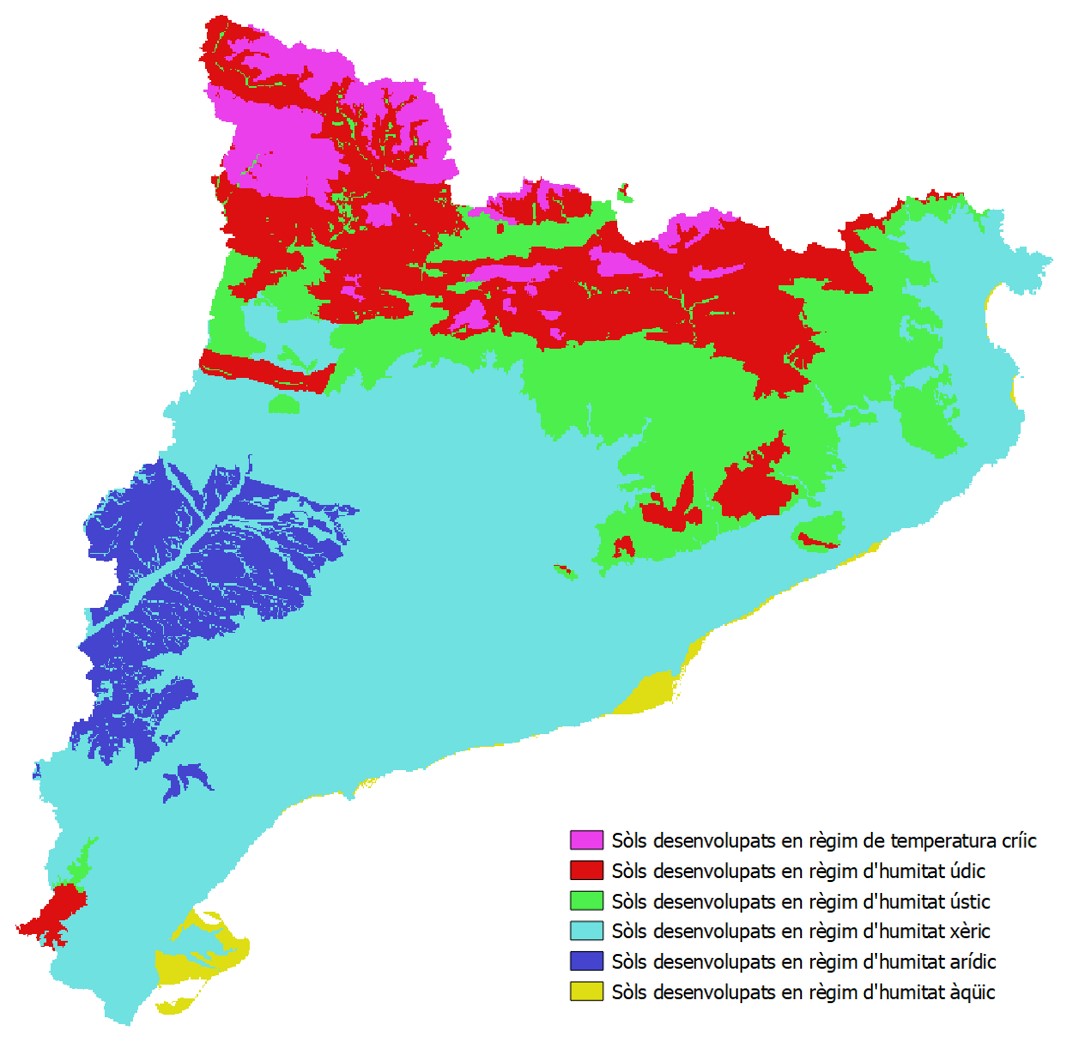 Sòls desenvolupats en règim de temperatura críic
Sòls desenvolupats en règim d'humitat údic
Sòls desenvolupats en règim d'humitat ústic
Sòls desenvolupats en règim d'humitat xèric
Sòls desenvolupats en règim d'humitat arídic
Sòls desenvolupats en règim d'humitat àqüic